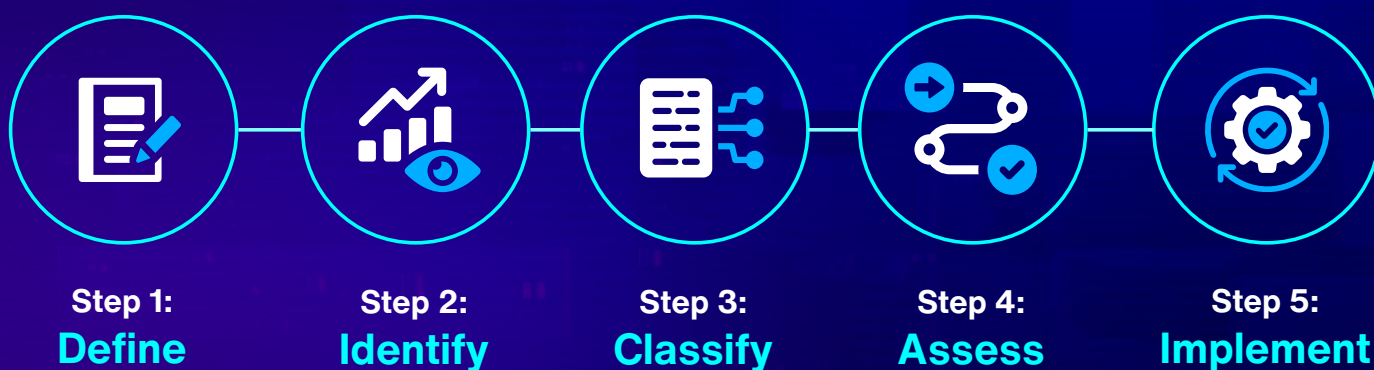 Step 1:
Define
Step 2:
Identify
Step 3:
Classify
Step 4:
Assess
Step 5:
Implement